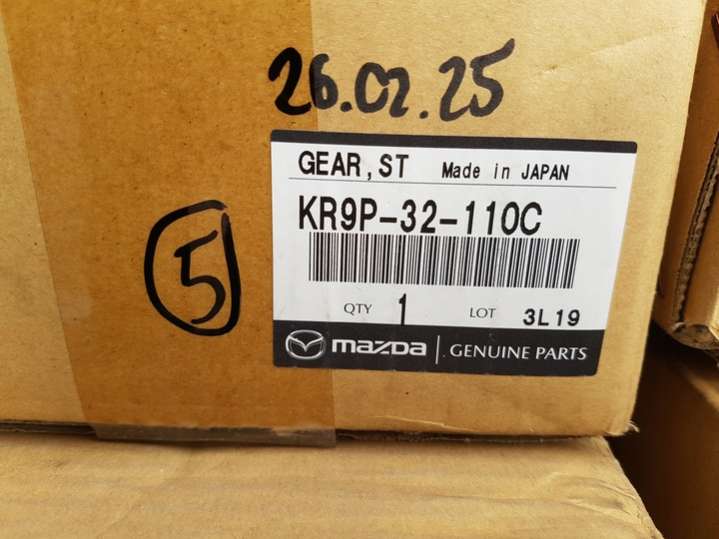 26.02.25
GEAR, ST Made in JAPAN
KR9P-32-110C
5
QTY 1 LOT 3L19
mazda | GENUINE PARTS